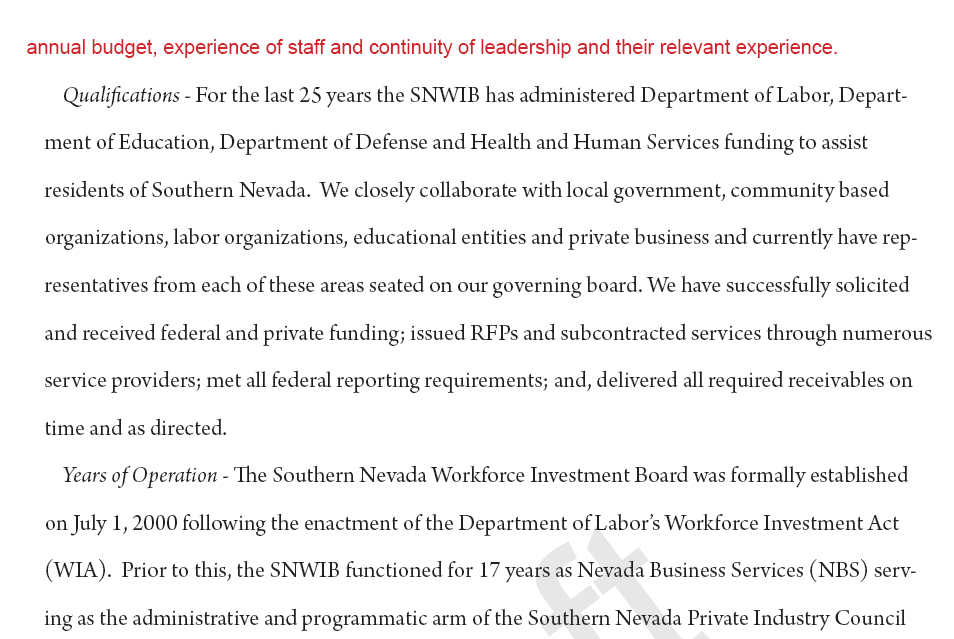 annual budget, experience of staff and continuity of leadership and their relevant experience.
Qualifications - For the last 25 years the SNWIB has administered Department of Labor, Depart-
ment of Education, Department of Defense and Health and Human Services funding to assist
residents of Southern Nevada.  We closely collaborate with local government, community based
organizations, labor organizations, educational entities and private business and currently have rep-
resentatives from each of these areas seated on our governing board. We have successfully solicited
and received federal and private funding; issued RFPs and subcontracted services through numerous
service providers; met all federal reporting requirements; and, delivered all required receivables on
time and as directed.
Years of Operation - The Southern Nevada Workforce Investment Board was formally established
on July 1, 2000 following the enactment of the Department of Labor’s Workforce Investment Act
(WIA).  Prior to this, the SNWIB functioned for 17 years as Nevada Business Services (NBS) serv-
ing as the administrative and programmatic arm of the Southern Nevada Private Industry Council
ft